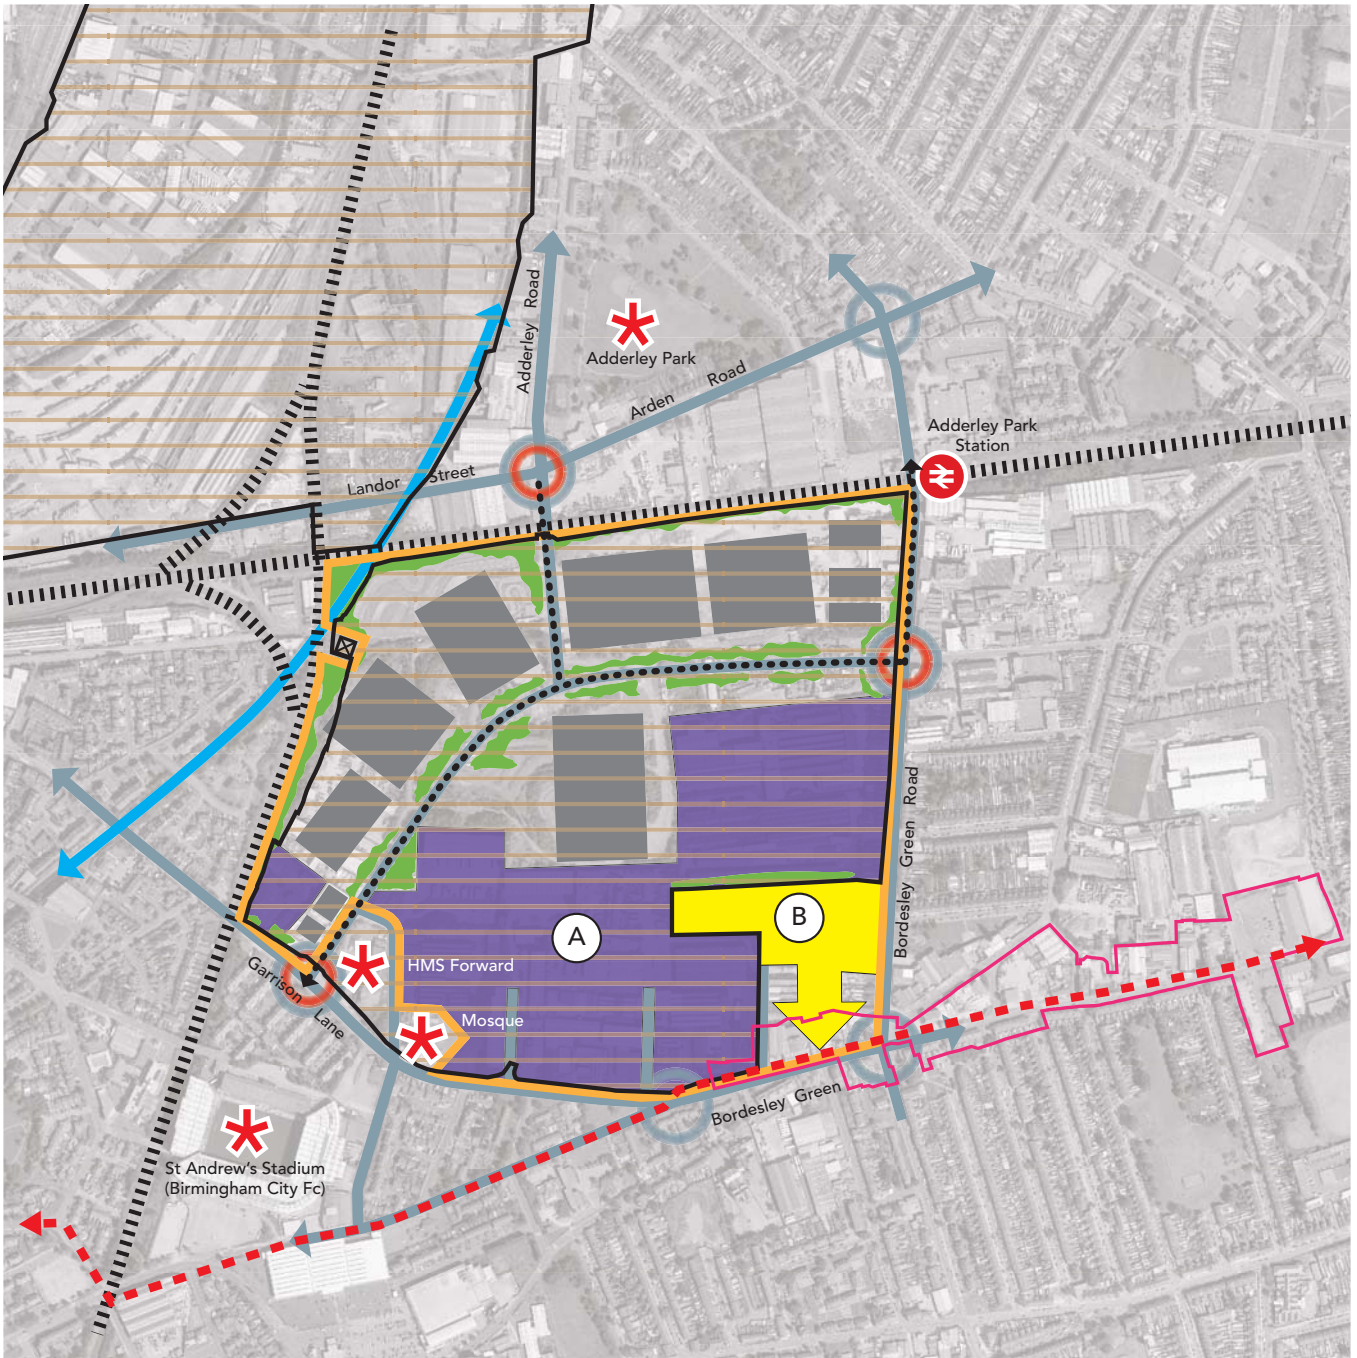 Adderley Road
Adderley Park
Arden Road
Adderley Park
Station
Landor Street
Bordesley Green Road
A
B
HMS Forward
Garrison Lane
Mosque
Bordesley Green
St Andrew's Stadium
(Birmingham City Fc)